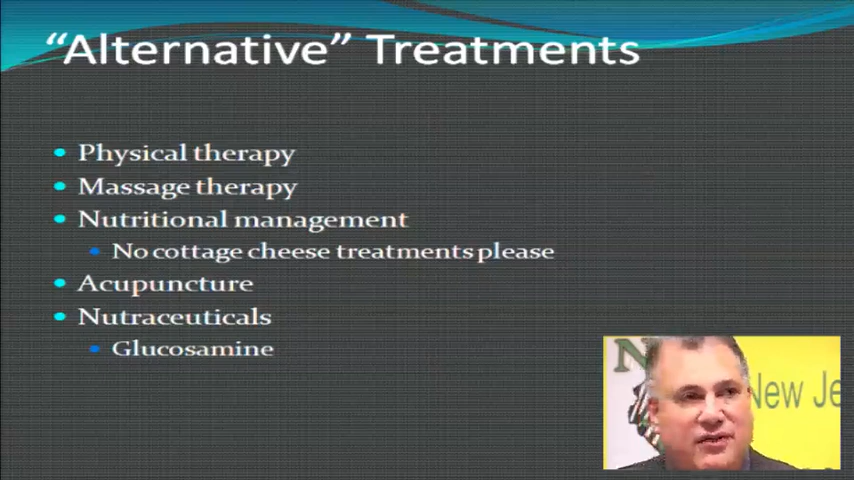 "Alternative" Treatments
Physical therapy
Massage therapy
Nutritional management
No cottage cheese treatments please
Acupuncture
Nutraceuticals
Glucosamine
N
New Je